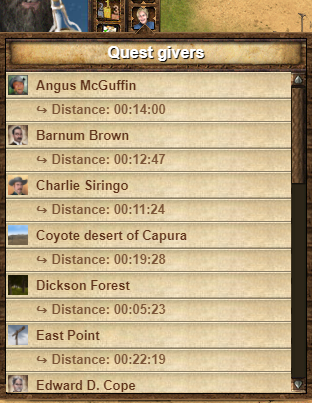 Quest givers
Angus McGuffin
↪ Distance: 00:14:00
Barnum Brown
↪ Distance: 00:12:47
Charlie Siringo
↪ Distance: 00:11:24
Coyote desert of Capura
↪ Distance: 00:19:28
Dickson Forest
↪ Distance: 00:05:23
East Point
↪ Distance: 00:22:19
Edward D. Cope